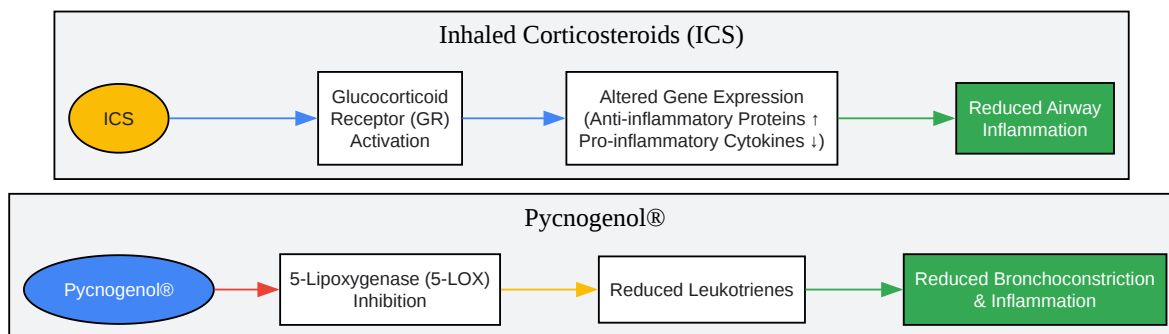 Inhaled Corticosteroids (ICS)
ICS
Glucocorticoid
Receptor (GR)
Activation
Altered Gene Expression
(Anti-inflammatory Proteins ↑
Pro-inflammatory Cytokines ↓)
Reduced Airway
Inflammation
Pycnogenol®
Pycnogenol®
5-Lipoxygenase (5-LOX)
Inhibition
Reduced Leukotrienes
Reduced Bronchoconstriction
& Inflammation